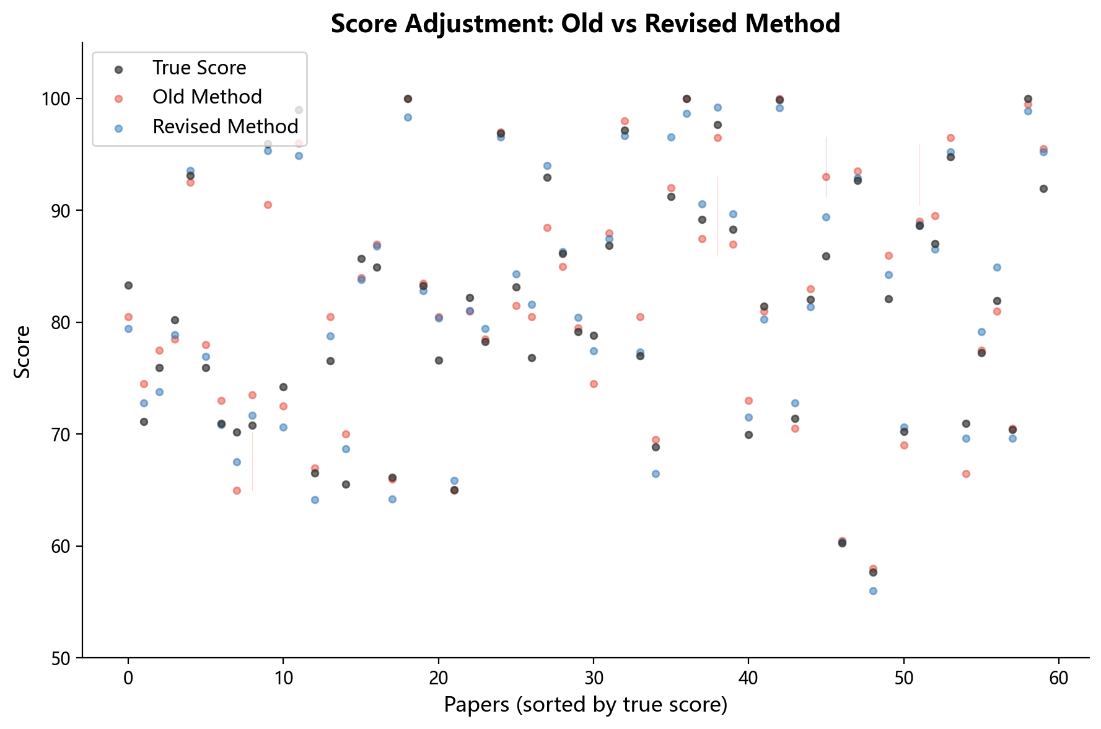 Score Adjustment: Old vs Revised Method
True Score
Old Method
Revised Method
Score
100
90
80
70
60
50
0 10 20 30 40 50 60
Papers (sorted by true score)